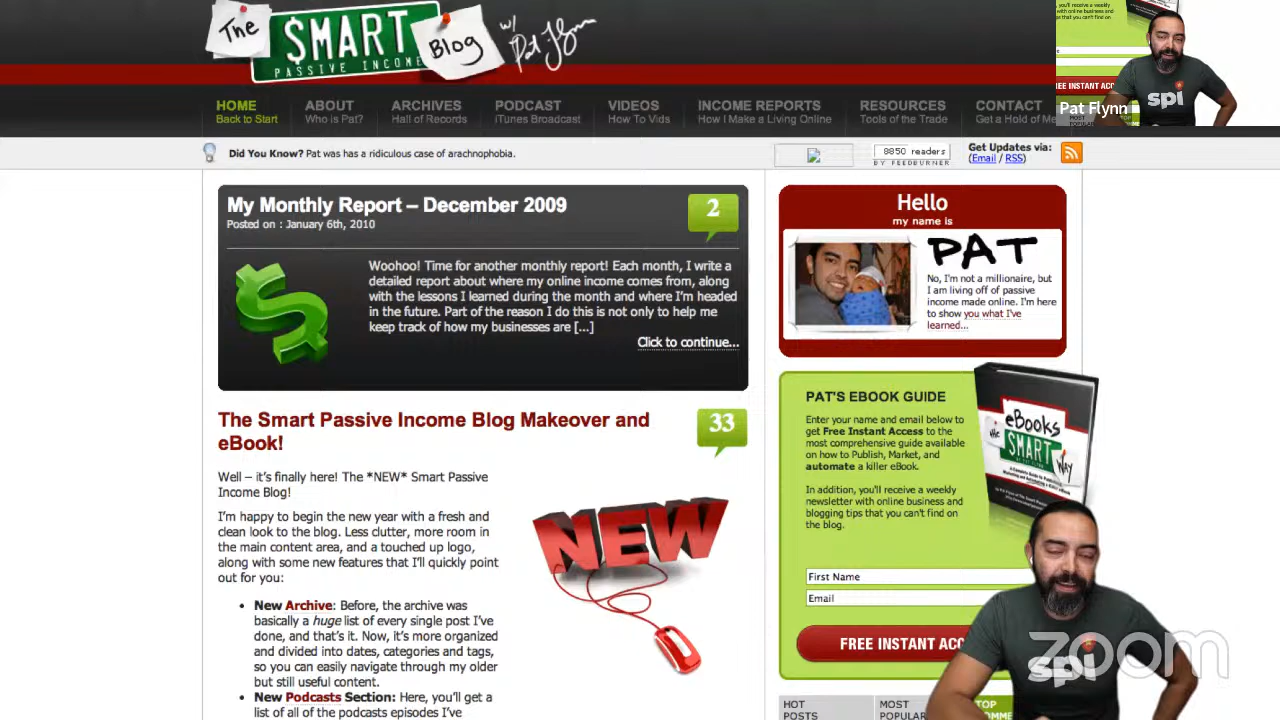 The
$MART
PASSIVE INCOME
Blog
w/
Pat Flynn
HOME
Back to Start
ABOUT
Who is Pat?
ARCHIVES
Hall of Records
PODCAST
iTunes Broadcast
VIDEOS
How To Vids
INCOME REPORTS
How I Make a Living Online
RESOURCES
Tools of the Trade
CONTACT
Get a Hold of Me
FREE INSTANT ACC
spi
Pat Flynn
Did You Know? Pat was has a ridiculous case of arachnophobia.
8850 readers
BY FEEDBURNER
Get Updates via:
(Email / RSS)
My Monthly Report – December 2009
Posted on : January 6th, 2010
2
Woohoo! Time for another monthly report! Each month, I write a
detailed report about where my online income comes from, along
with the lessons I learned during the month and where I'm headed
in the future. Part of the reason I do this is not only to help me
keep track of how my businesses are [...]
Click to continue...
Hello
my name is
PAT
No, I'm not a millionaire, but
I am living off of passive
income made online. I'm here
to show you what I've
learned...
The Smart Passive Income Blog Makeover and
eBook!
33
Well – it's finally here! The *NEW* Smart Passive
Income Blog!
I'm happy to begin the new year with a fresh and
clean look to the blog. Less clutter, more room in
the main content area, and a touched up logo,
along with some new features that I'll quickly point
out for you:
NEW
• New Archive: Before, the archive was
basically a huge list of every single post I've
done, and that's it. Now, it's more organized
and divided into dates, categories and tags,
so you can easily navigate through my older
but still useful content.
• New Podcasts Section: Here, you'll get a
list of all of the podcasts episodes I've
PAT'S EBOOK GUIDE
Enter your name and email below to
get Free Instant Access to the
most comprehensive guide available
on how to Publish, Market, and
automate a killer eBook.
In addition, you'll receive a weekly
newsletter with online business and
blogging tips that you can't find on
the blog.
eBooks
the SMART
WAY
First Name
Email
FREE INSTANT ACC
HOT
POSTS
MOST
POPULA
TOP
OMME
spi
zoom